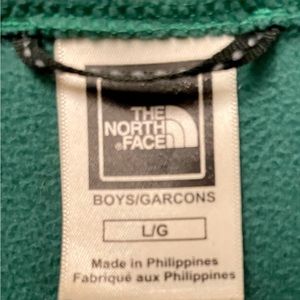 THE
NORTH
®FACE
BOYS/GARCONS
L/G
Made in Philippines
Fabriqué aux Philippines